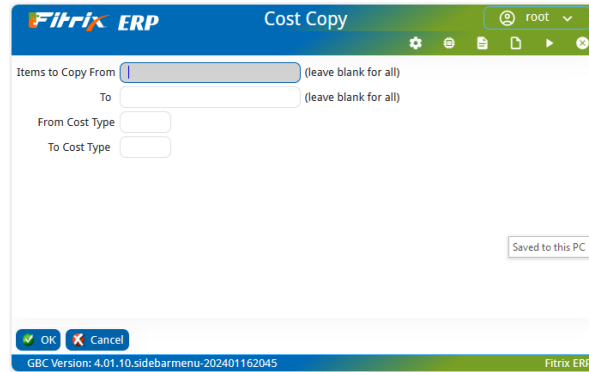 Fitrix ERP Cost Copy root
Items to Copy From (leave blank for all)
To (leave blank for all)
From Cost Type
To Cost Type
Saved to this PC
OK Cancel
GBC Version: 4.01.10.sidebarmenu-202401162045 Fitrix ERP